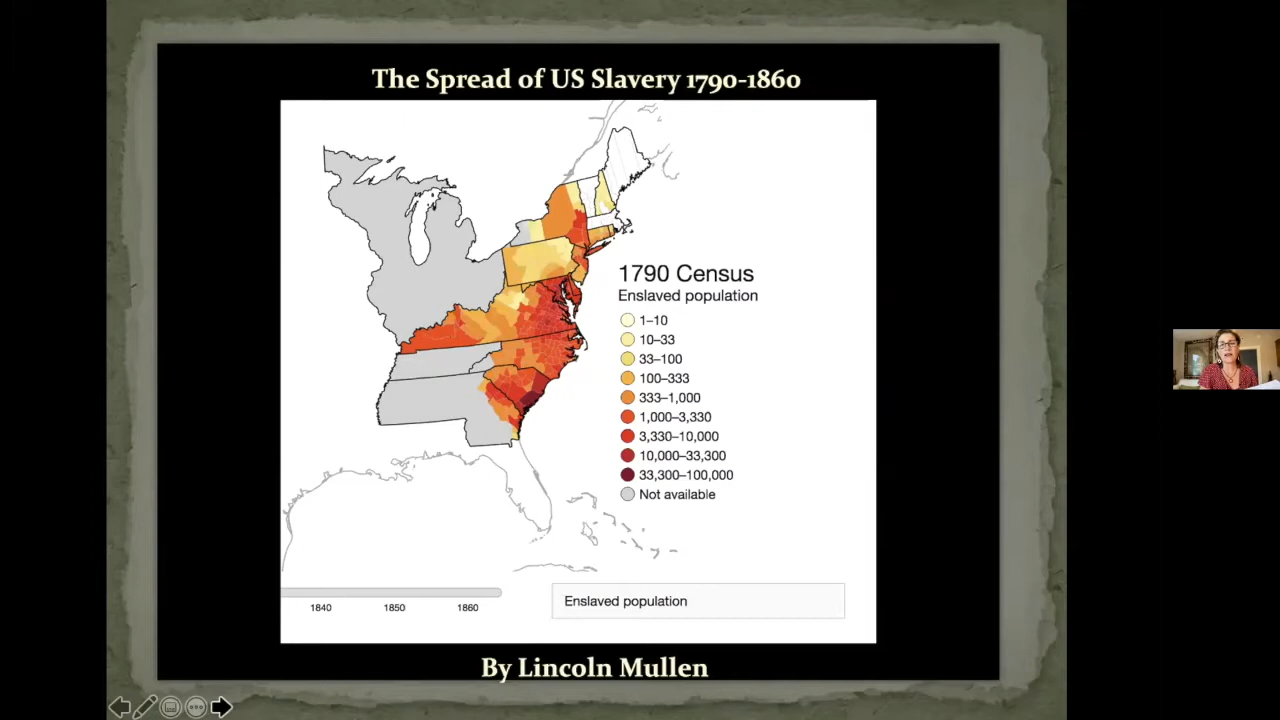 The Spread of US Slavery 1790-1860
1790 Census
Enslaved population
1–10
10–33
33–100
100–333
333–1,000
1,000–3,330
3,330–10,000
10,000–33,300
33,300–100,000
Not available
1840 1850 1860
Enslaved population
By Lincoln Mullen